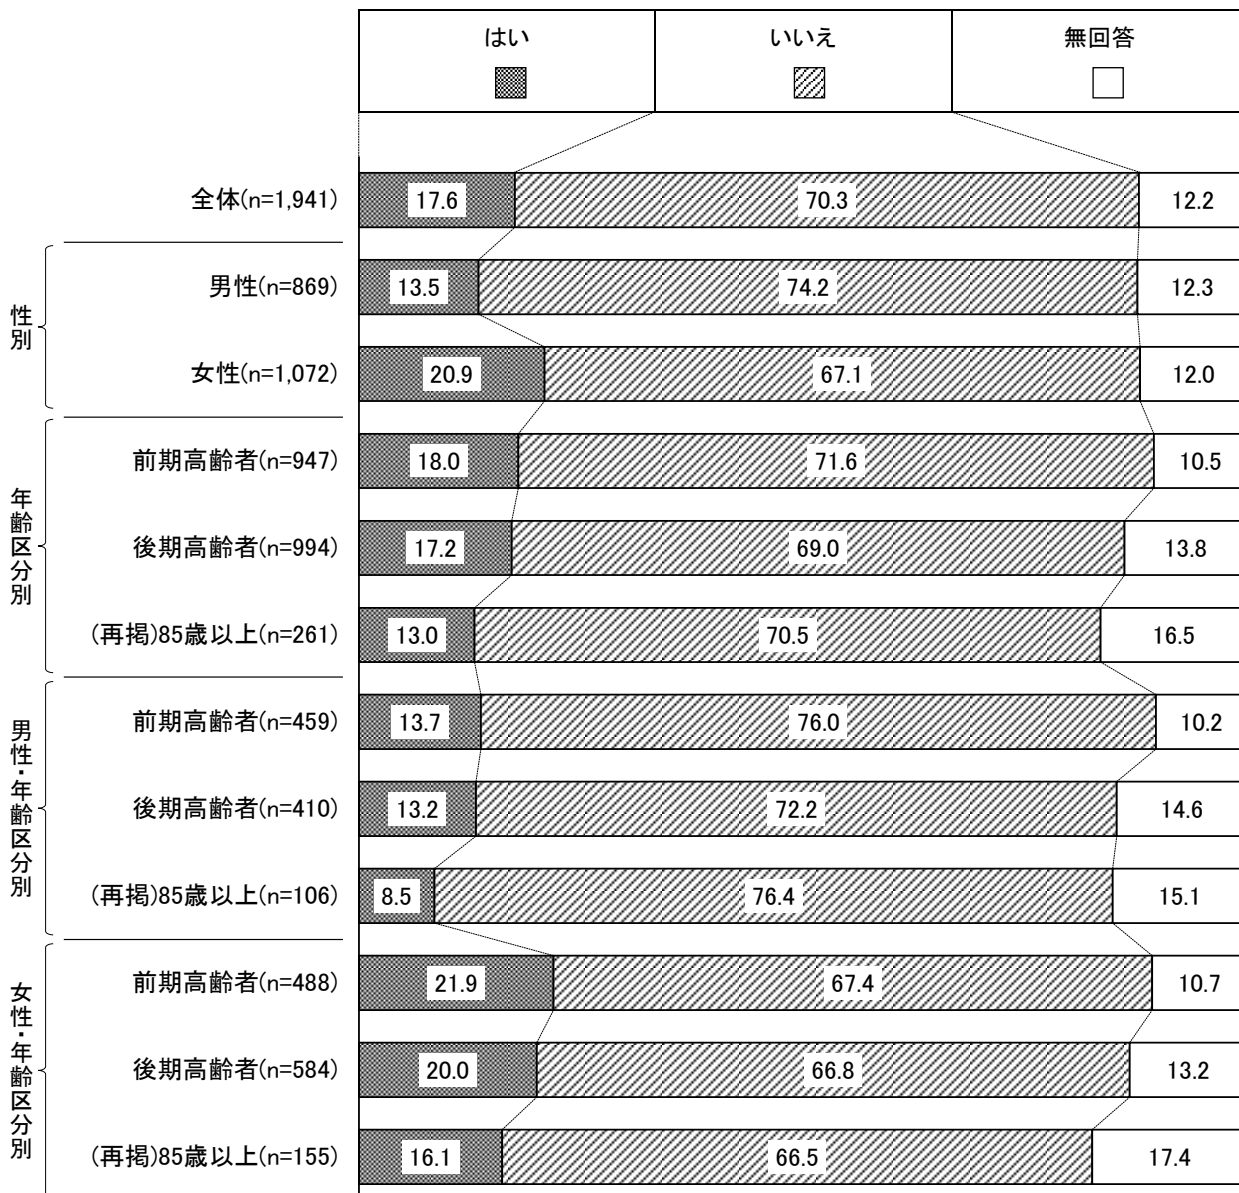 はい いいえ 無回答
全体(n=1,941) 17.6 70.3 12.2
性別
男性(n=869) 13.5 74.2 12.3
女性(n=1,072) 20.9 67.1 12.0
年齢区分別
前期高齢者(n=947) 18.0 71.6 10.5
後期高齢者(n=994) 17.2 69.0 13.8
(再掲)85歳以上(n=261) 13.0 70.5 16.5
男性・年齢区分別
前期高齢者(n=459) 13.7 76.0 10.2
後期高齢者(n=410) 13.2 72.2 14.6
(再掲)85歳以上(n=106) 8.5 76.4 15.1
女性・年齢区分別
前期高齢者(n=488) 21.9 67.4 10.7
後期高齢者(n=584) 20.0 66.8 13.2
(再掲)85歳以上(n=155) 16.1 66.5 17.4